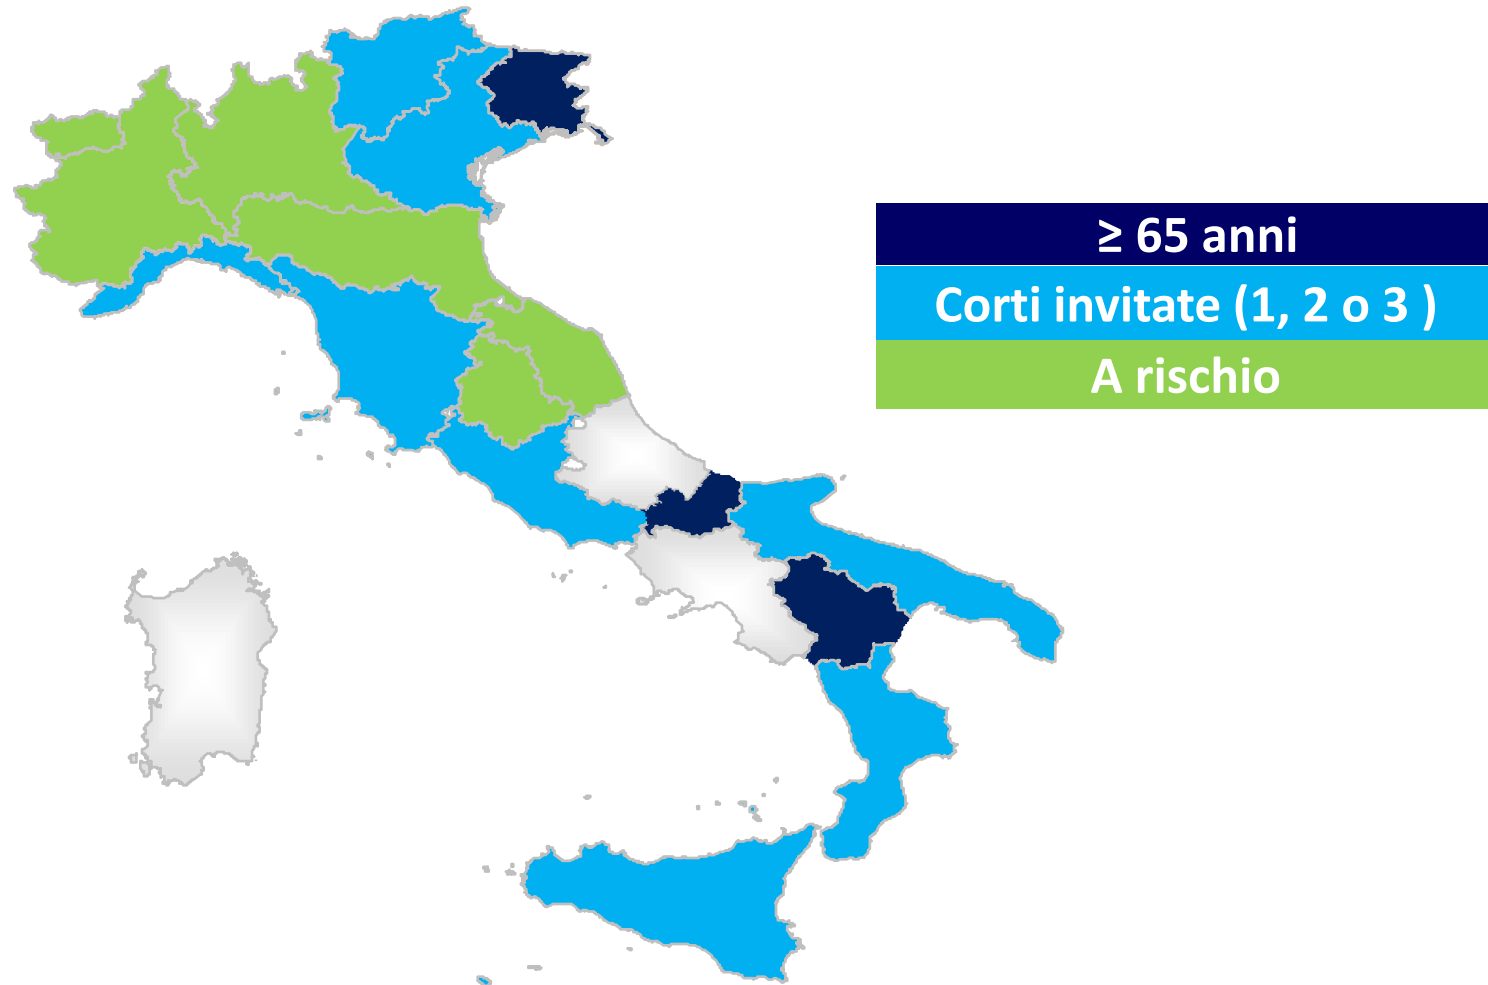 ≥ 65 anni
Corti invitate (1, 2 o 3 )
A rischio